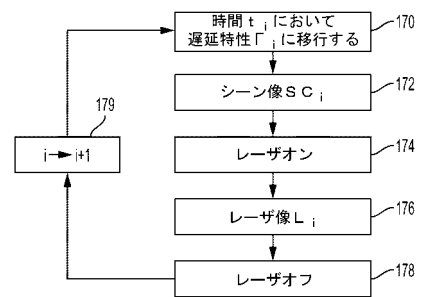 時間 t i において
遅延特性 Γ i に移行する
170
シーン像 SC i
172
179
i→i+1
レーザオン
174
レーザ像 L i
176
レーザオフ
178